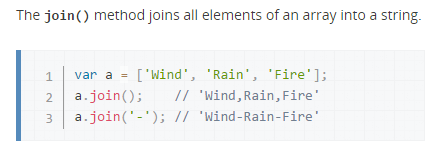 The join() method joins all elements of an array into a string.
1 var a = ['Wind', 'Rain', 'Fire'];
2 a.join();    // 'Wind,Rain,Fire'
3 a.join('-'); // 'Wind-Rain-Fire'